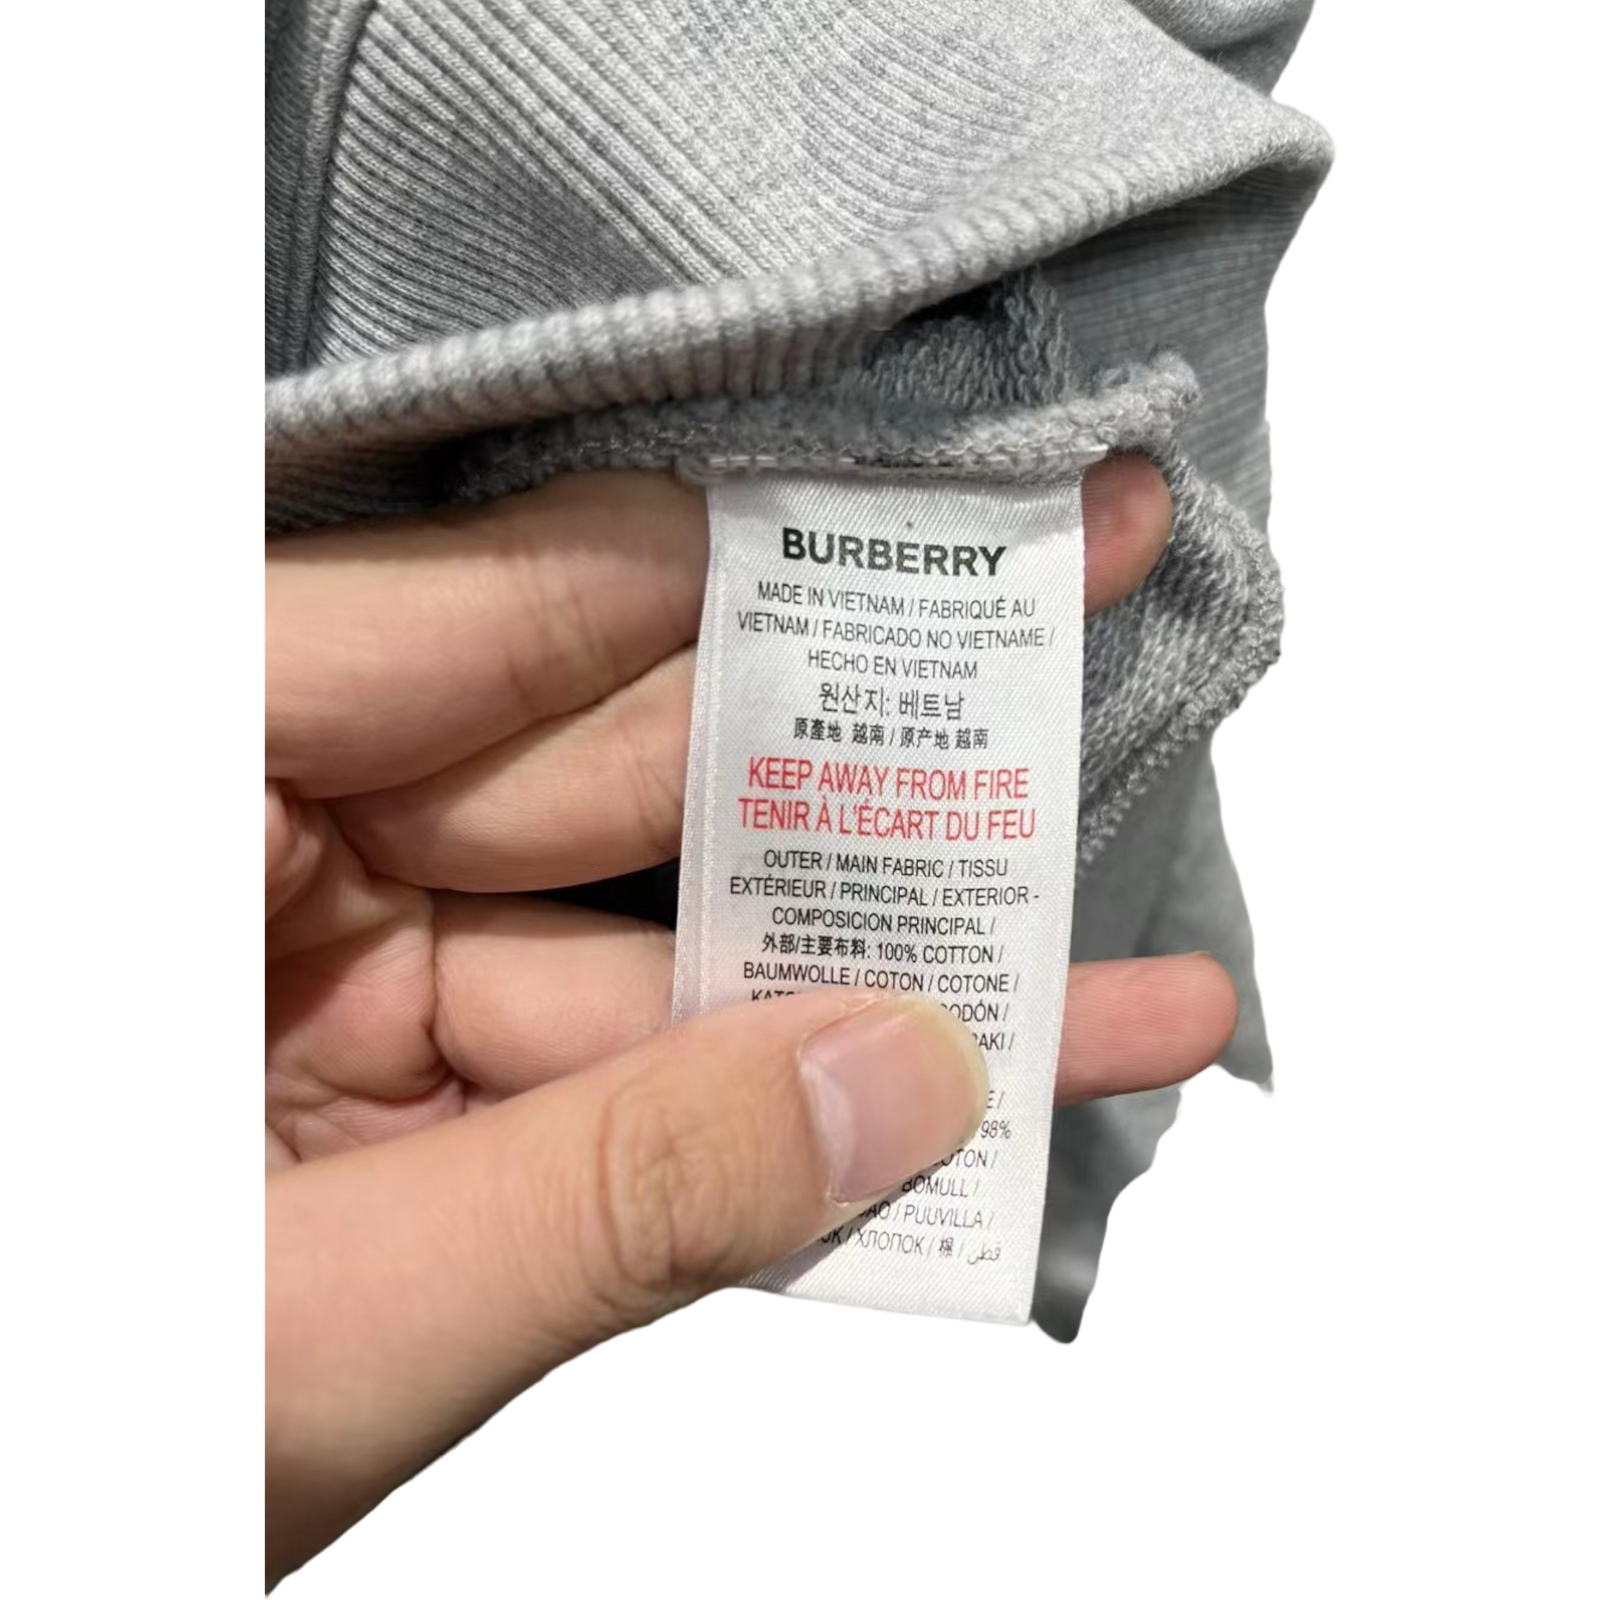 BURBERRY
MADE IN VIETNAM / FABRIQUÉ AU
VIETNAM / FABRICADO NO VIETNAME /
HECHO EN VIETNAM
원산지: 베트남
原產地 越南 / 原产地 越南
KEEP AWAY FROM FIRE
TENIR À L'ÉCART DU FEU
OUTER / MAIN FABRIC / TISSU
EXTÉRIEUR / PRINCIPAL / EXTERIOR -
COMPOSICION PRINCIPAL /
外部/主要布料: 100% COTTON /
BAUMWOLLE / COTON / COTONE /
98%
BOMULL /
/ PUUVILLA /
/ ХЛОПОК / 棉 / قطن